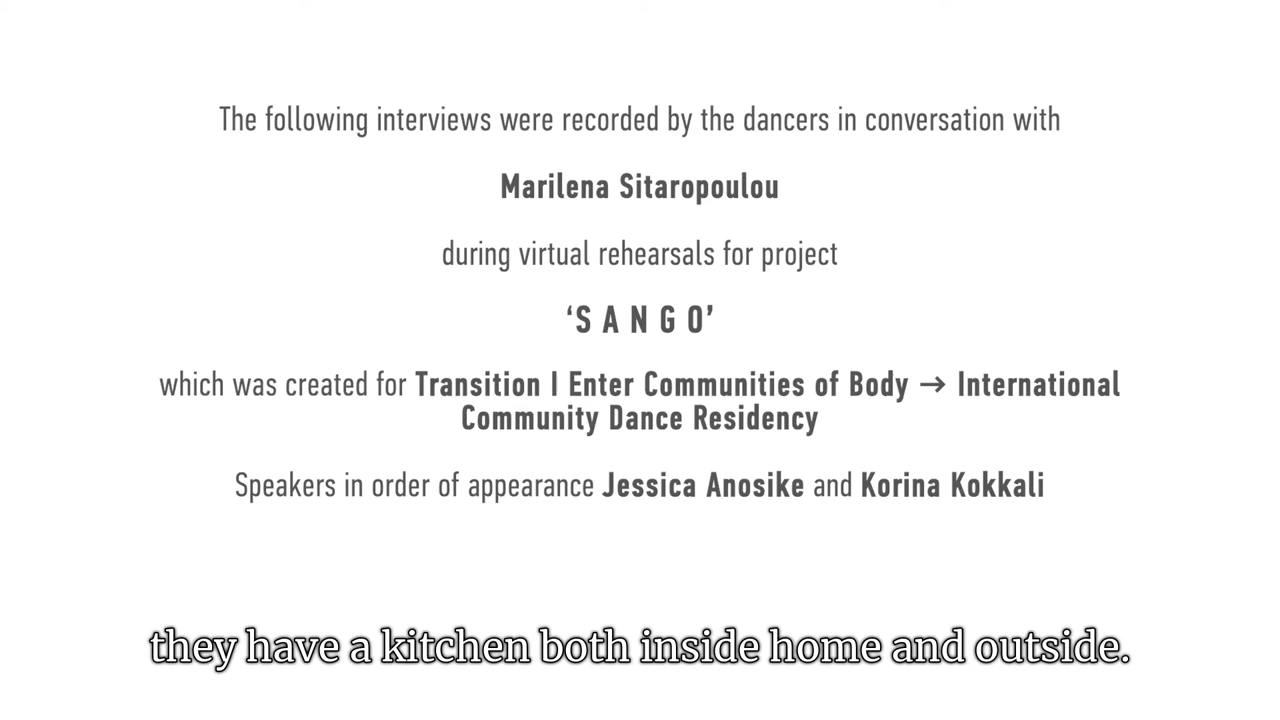 The following interviews were recorded by the dancers in conversation with
Marilena Sitaropoulou
during virtual rehearsals for project
‘S A N G O’
which was created for Transition I Enter Communities of Body → International
Community Dance Residency
Speakers in order of appearance Jessica Anosike and Korina Kokkali
they have a kitchen both inside home and outside.